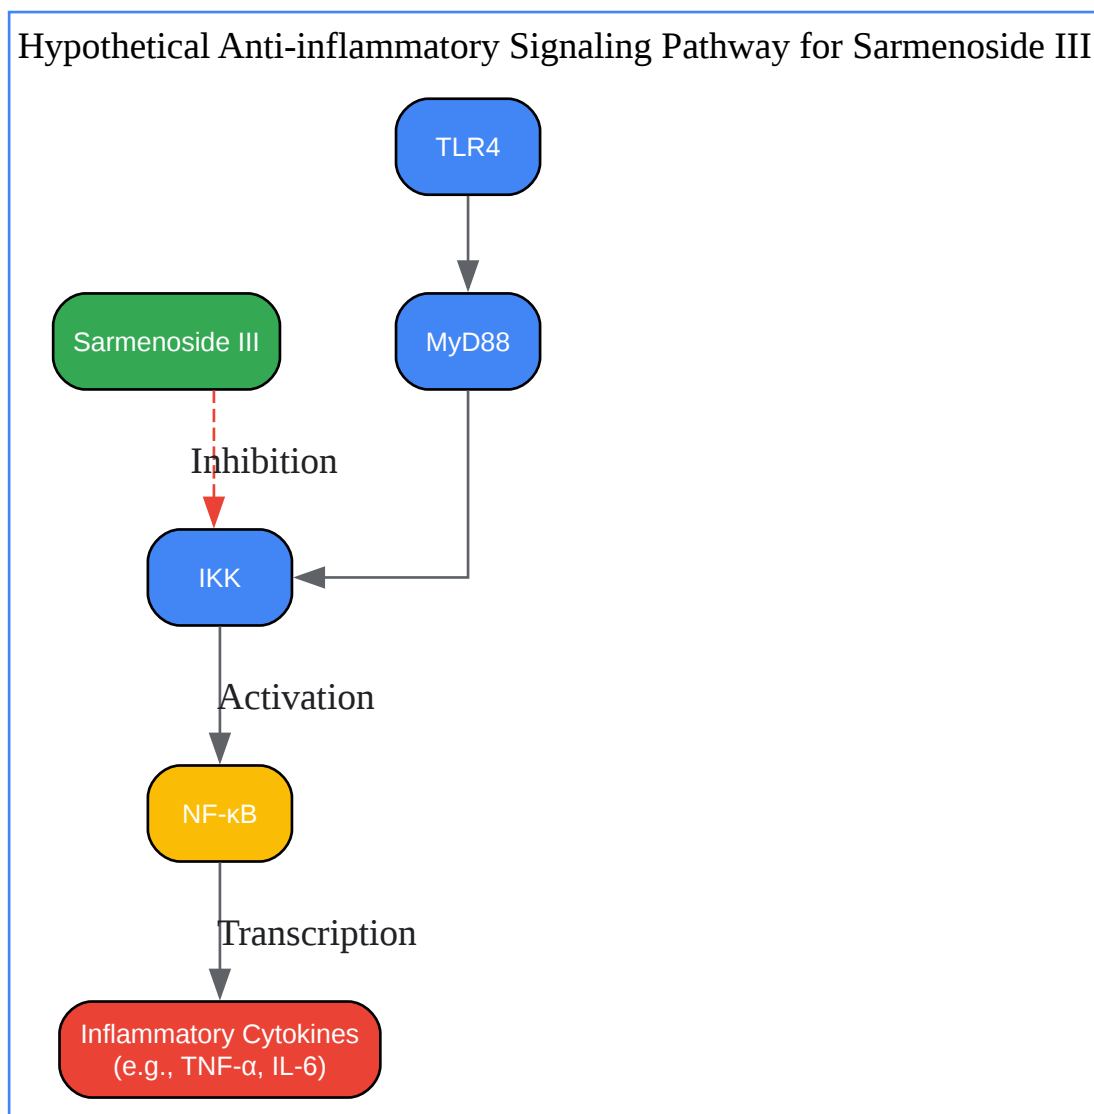 Hypothetical Anti-inflammatory Signaling Pathway for Sarmenoside III
TLR4
Sarmenoside III
MyD88
Inhibition
IKK
Activation
NF-κB
Transcription
Inflammatory Cytokines
(e.g., TNF-α, IL-6)